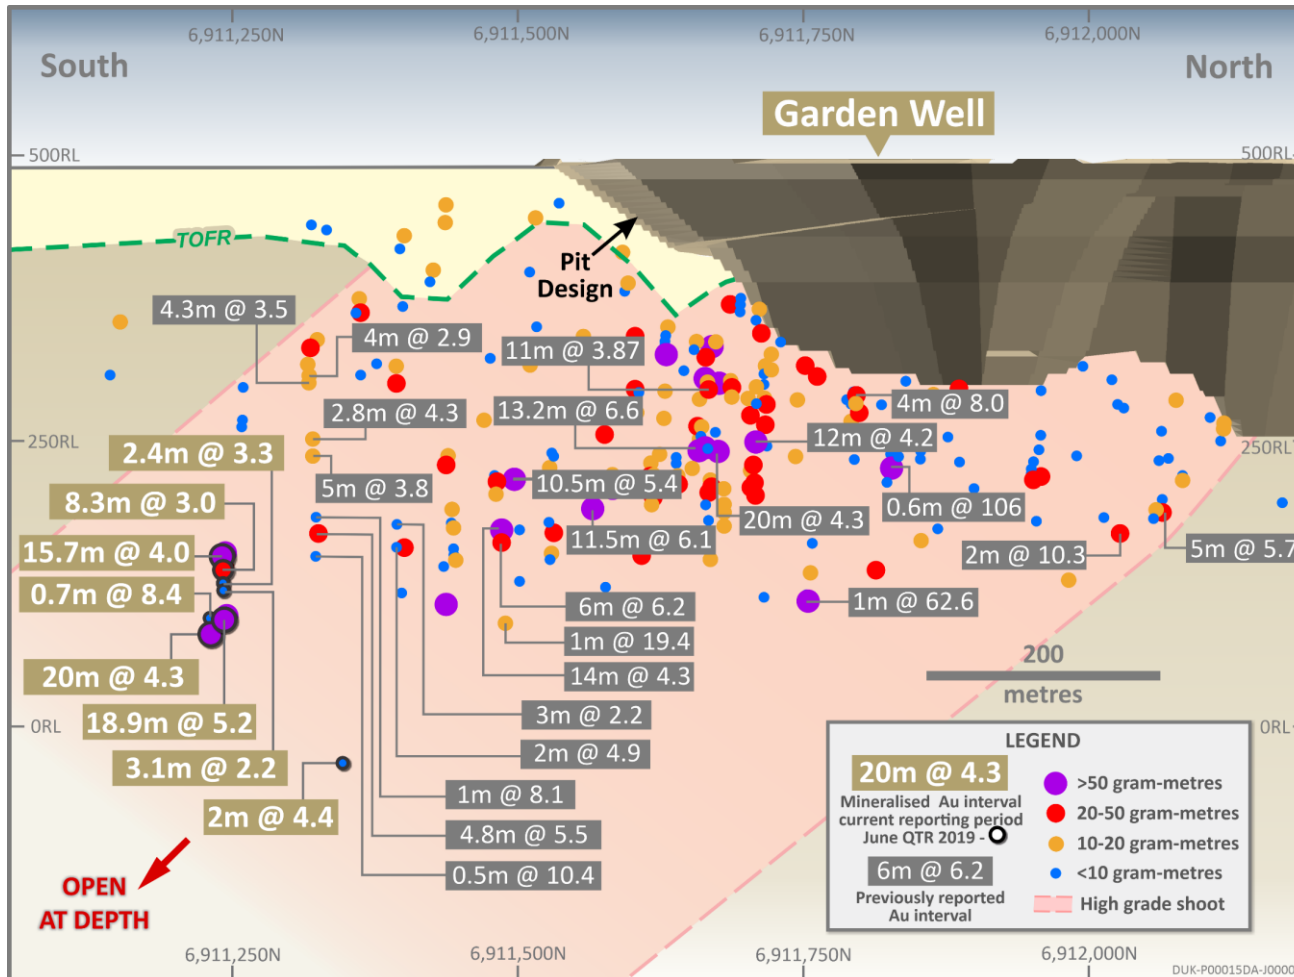 6,911,250N
6,911,500N
6,911,750N
6,912,000N
South
North
Garden Well
500RL
500RL
TOFR
Pit
Design
4.3m @ 3.5
4m @ 2.9
11m @ 3.87
2.8m @ 4.3
13.2m @ 6.6
4m @ 8.0
12m @ 4.2
250RL
250RL
2.4m @ 3.3
5m @ 3.8
10.5m @ 5.4
0.6m @ 106
8.3m @ 3.0
20m @ 4.3
11.5m @ 6.1
15.7m @ 4.0
2m @ 10.3
5m @ 5.7
0.7m @ 8.4
6m @ 6.2
1m @ 62.6
1m @ 19.4
20m @ 4.3
14m @ 4.3
200
metres
18.9m @ 5.2
3m @ 2.2
0RL
0RL
3.1m @ 2.2
2m @ 4.9
2m @ 4.4
1m @ 8.1
4.8m @ 5.5
0.5m @ 10.4
OPEN
AT DEPTH
LEGEND
20m @ 4.3
Mineralised Au interval
current reporting period
June QTR 2019 -
6m @ 6.2
Previously reported
Au interval
>50 gram-metres
20-50 gram-metres
10-20 gram-metres
<10 gram-metres
High grade shoot
6,911,250N
6,911,500N
6,911,750N
6,912,000N
DUK-P00015DA-J0000